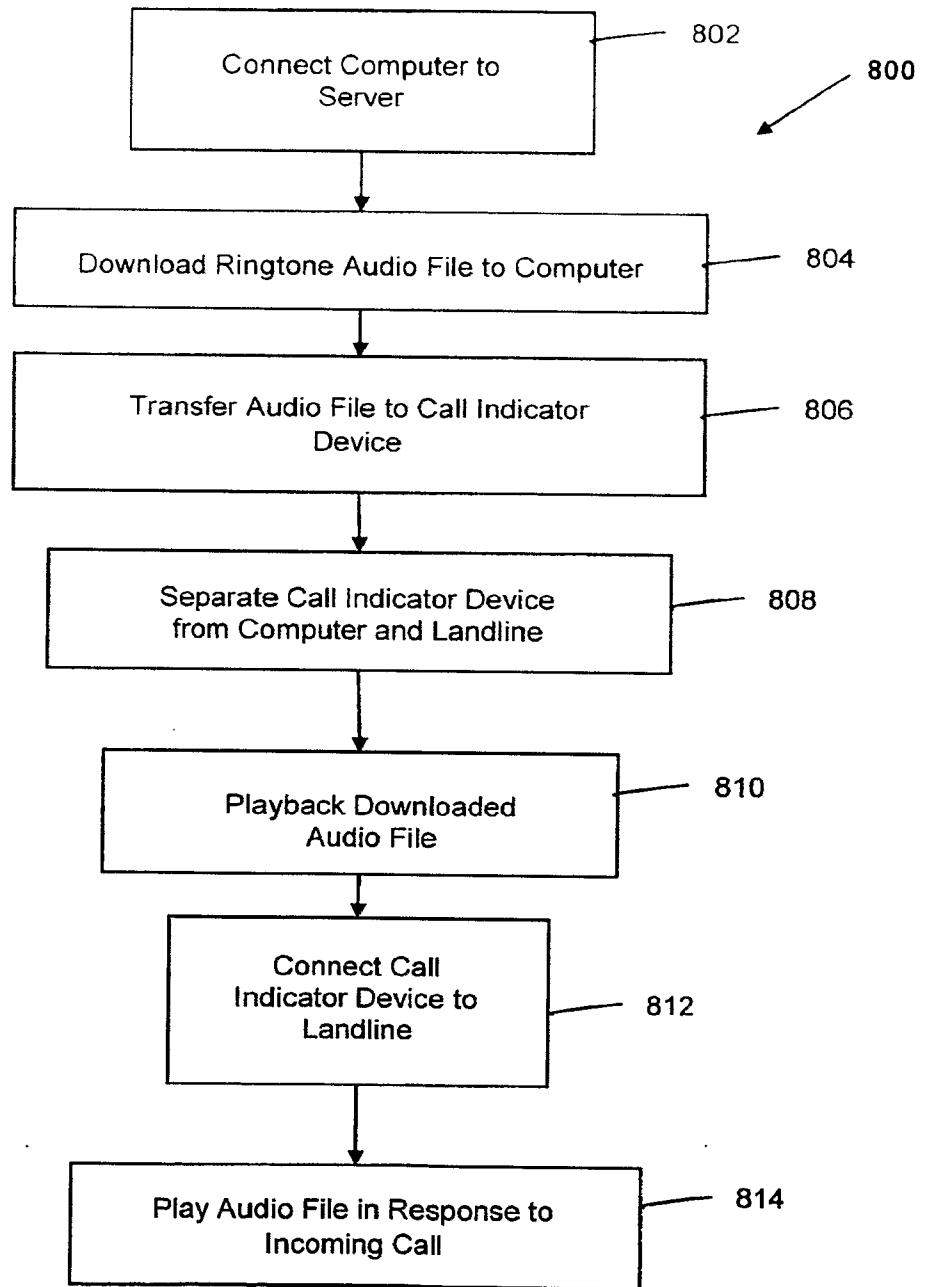 802
Connect Computer to
Server
800
Download Ringtone Audio File to Computer
804
Transfer Audio File to Call Indicator
Device
806
Separate Call Indicator Device
from Computer and Landline
808
Playback Downloaded
Audio File
810
Connect Call
Indicator Device to
Landline
812
Play Audio File in Response to
Incoming Call
814